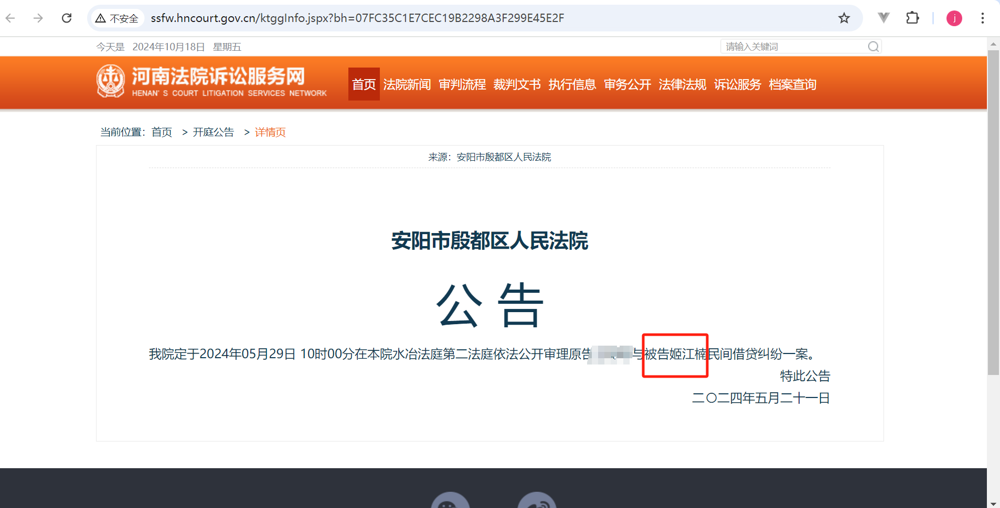 不安全 ssfw.hncourt.gov.cn/ktggInfo.jspx?bh=07FC35C1E7CEC19B2298A3F299E45E2F
j
今天是 2024年10月18日 星期五
请输入关键词
河南法院诉讼服务网
HENAN' S COURT LITIGATION SERVICES NETWORK
首页 法院新闻 审判流程 裁判文书 执行信息 审务公开 法律法规 诉讼服务 档案查询
当前位置：首页 > 开庭公告 > 详情页
来源：安阳市殷都区人民法院
安阳市殷都区人民法院
公 告
我院定于2024年05月29日 10时00分在本院水冶法庭第二法庭依法公开审理原告 与被告姬江楠民间借贷纠纷一案。
特此公告
二〇二四年五月二十一日